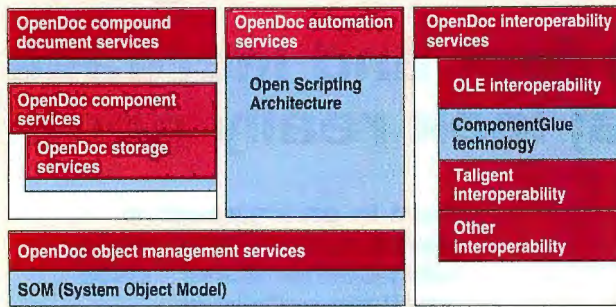 OpenDoc compound
document services
OpenDoc component
services
OpenDoc storage
services
OpenDoc automation
services
Open Scripting
Architecture
OpenDoc interoperability
services
OLE interoperability
ComponentGlue
technology
Taligent
interoperability
Other
interoperability
OpenDoc object management services
SOM (System Object Model)